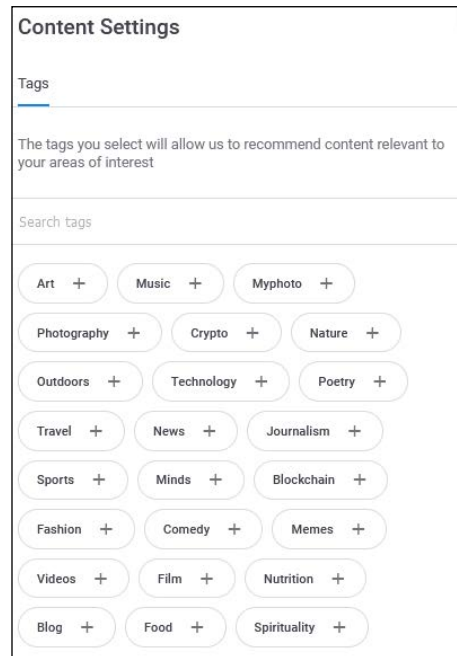 Content Settings
Tags
The tags you select will allow us to recommend content relevant to
your areas of interest
Search tags
Art + Music + Myphoto +
Photography + Crypto + Nature +
Outdoors + Technology + Poetry +
Travel + News + Journalism +
Sports + Minds + Blockchain +
Fashion + Comedy + Memes +
Videos + Film + Nutrition +
Blog + Food + Spirituality +